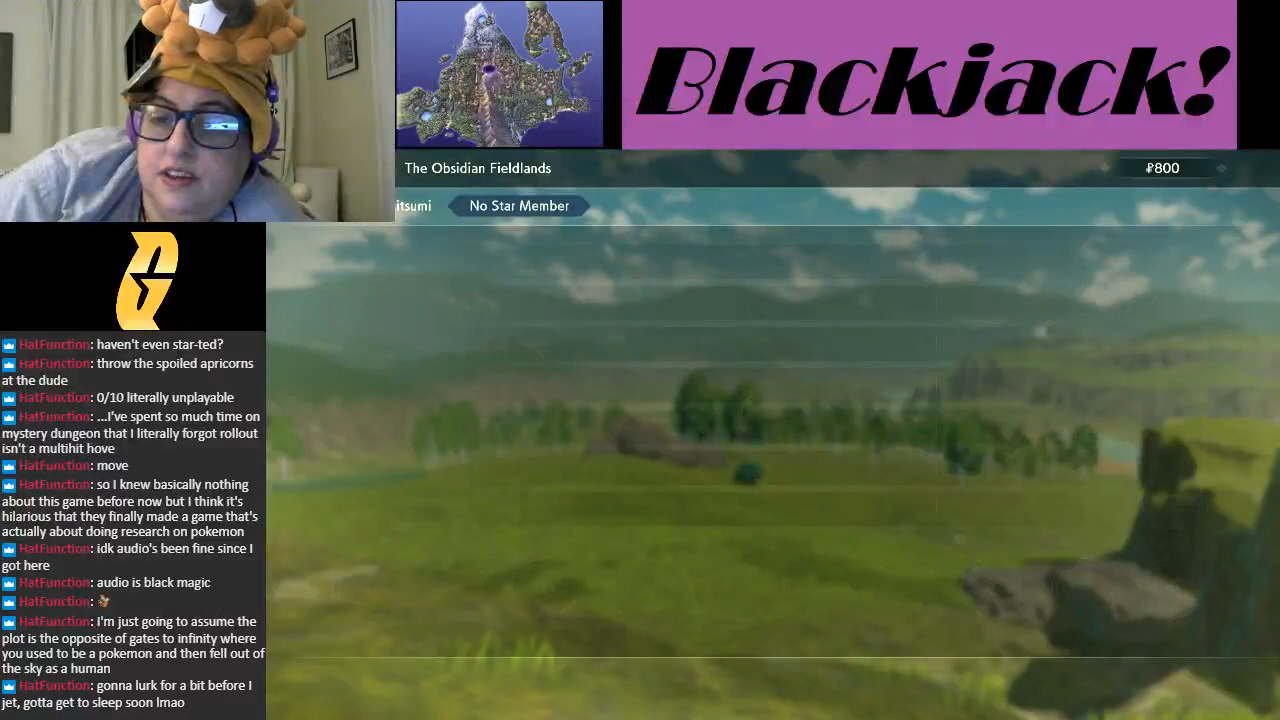 Blackjack!
The Obsidian Fieldlands
₽800
itsumi
No Star Member
HatFunction: haven't even star-ted?
HatFunction: throw the spoiled apricorns
at the dude
HatFunction: 0/10 literally unplayable
HatFunction: ...I've spent so much time on
mystery dungeon that I literally forgot rollout
isn't a multihit hove
HatFunction: move
HatFunction: so I knew basically nothing
about this game before now but I think it's
hilarious that they finally made a game that's
actually about doing research on pokemon
HatFunction: idk audio's been fine since I
got here
HatFunction: audio is black magic
HatFunction:
HatFunction: I'm just going to assume the
plot is the opposite of gates to infinity where
you used to be a pokemon and then fell out of
the sky as a human
HatFunction: gonna lurk for a bit before I
jet, gotta get to sleep soon lmao